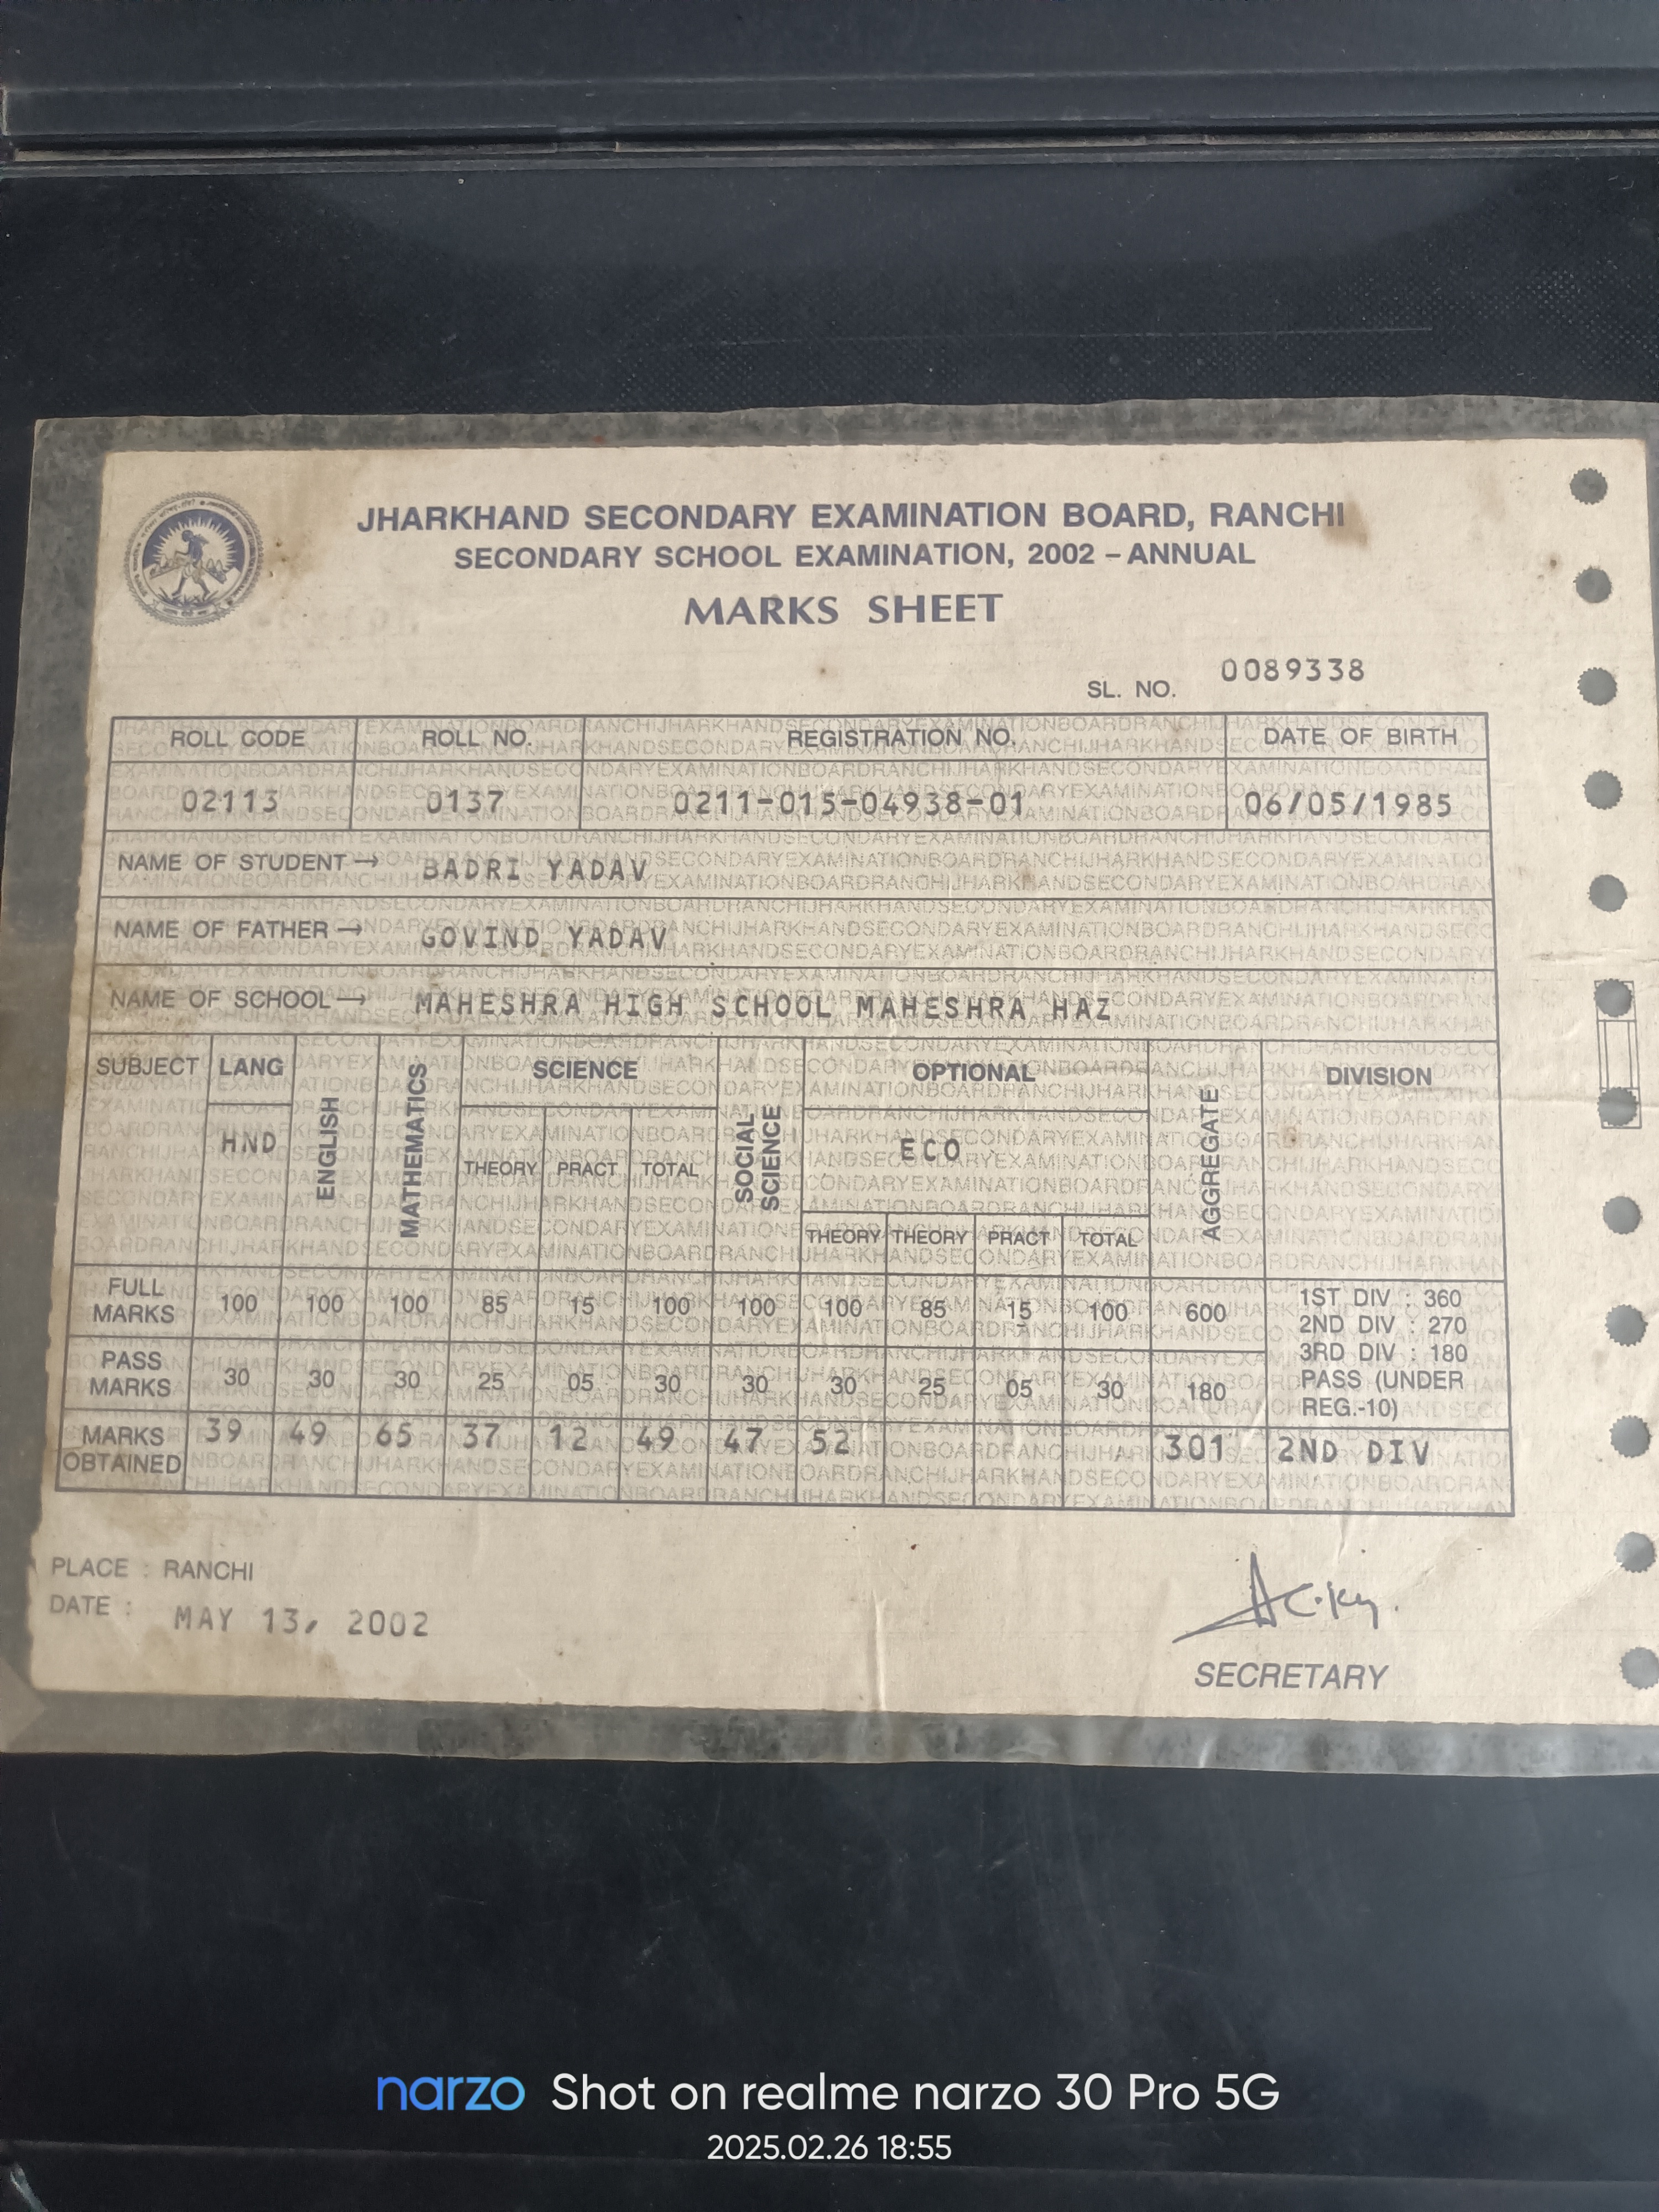 JHARKHAND SECONDARY EXAMINATION BOARD, RANCHI
SECONDARY SCHOOL EXAMINATION, 2002 – ANNUAL
MARKS SHEET
SL. NO. 0089338
ROLL CODE ROLL NO. REGISTRATION NO. DATE OF BIRTH
02113 0137 0211-015-04938-01 06/05/1985
NAME OF STUDENT→ BADRI YADAV
NAME OF FATHER→ GOVIND YADAV
NAME OF SCHOOL→ MAHESHRA HIGH SCHOOL MAHESHRA HAZ
SUBJECT LANG ENGLISH MATHEMATICS SCIENCE SOCIAL SCIENCE OPTIONAL AGGREGATE DIVISION
HND ECO
THEORY PRACT TOTAL
THEORY THEORY PRACT TOTAL
FULL MARKS 100 100 100 85 15 100 100 100 85 15 100 600
1ST DIV : 360
2ND DIV : 270
3RD DIV : 180
PASS (UNDER
REG.-10)
PASS MARKS 30 30 30 25 05 30 30 30 25 05 30 180
MARKS OBTAINED 39 49 65 37 12 49 47 52 301 2ND DIV
PLACE : RANCHI
DATE : MAY 13, 2002
SECRETARY
narzo Shot on realme narzo 30 Pro 5G
2025.02.26 18:55